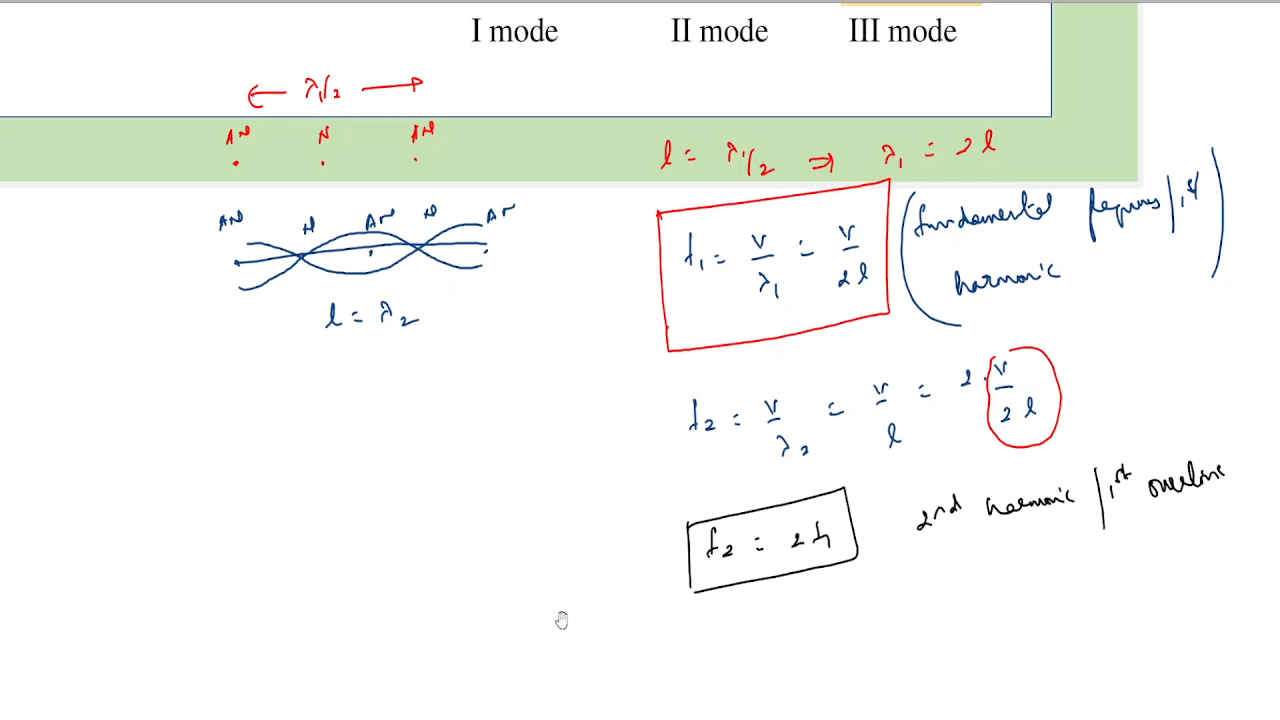 I mode II mode III mode
← λ₁/2 →
AN N AN
l = λ₁/2 ⇒ λ₁ = 2l
AN N AN N AN
f₁ = v/λ₁ = v/2l (fundamental / 1st
harmonic
l = λ₂
f₂ = v/λ₂ = v/l = 2·v/2l
2nd harmonic / 1st overtone
f₂ = 2f₁